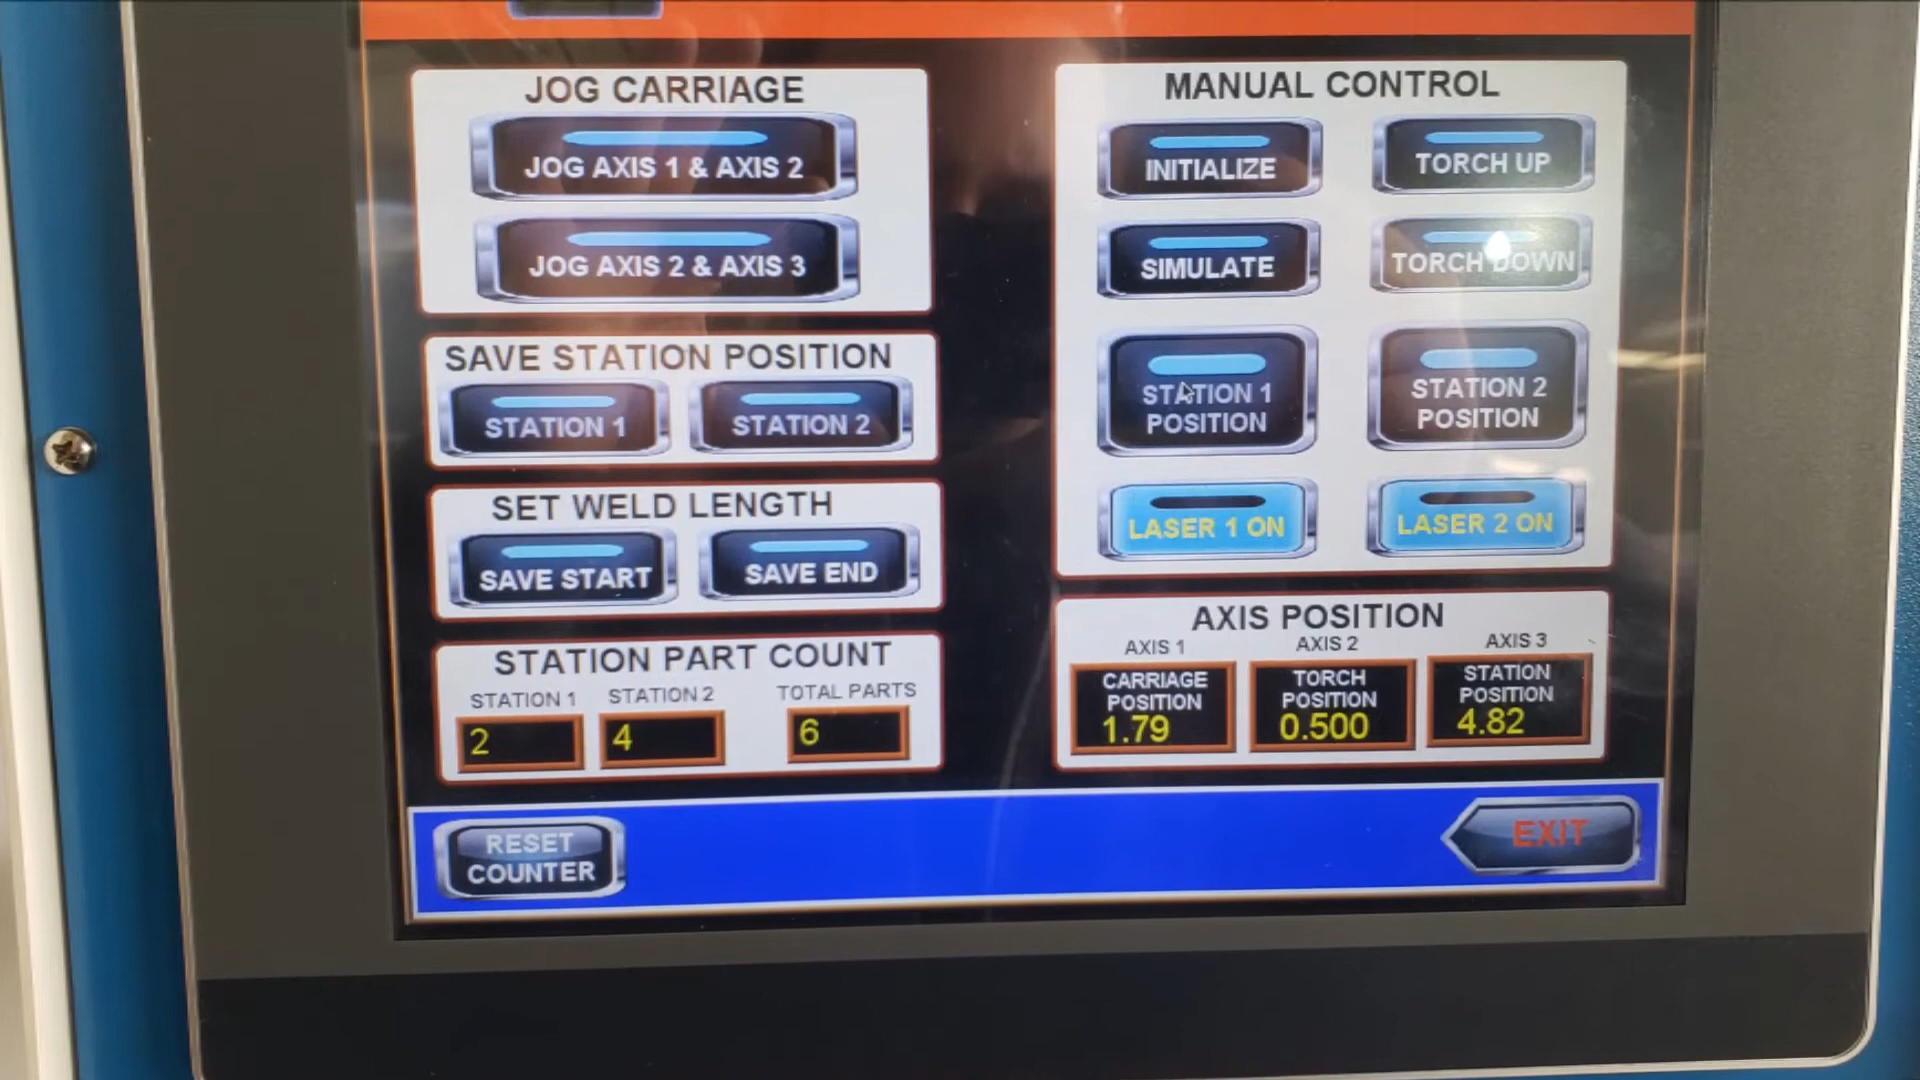 JOG CARRIAGE
JOG AXIS 1 & AXIS 2
JOG AXIS 2 & AXIS 3
SAVE STATION POSITION
STATION 1
STATION 2
SET WELD LENGTH
SAVE START
SAVE END
STATION PART COUNT
STATION 1
STATION 2
TOTAL PARTS
2
4
6
RESET
COUNTER
MANUAL CONTROL
INITIALIZE
TORCH UP
SIMULATE
TORCH DOWN
STATION 1
POSITION
STATION 2
POSITION
LASER 1 ON
LASER 2 ON
AXIS POSITION
AXIS 1
AXIS 2
AXIS 3
CARRIAGE
POSITION
1.79
TORCH
POSITION
0.500
STATION
POSITION
4.82
EXIT